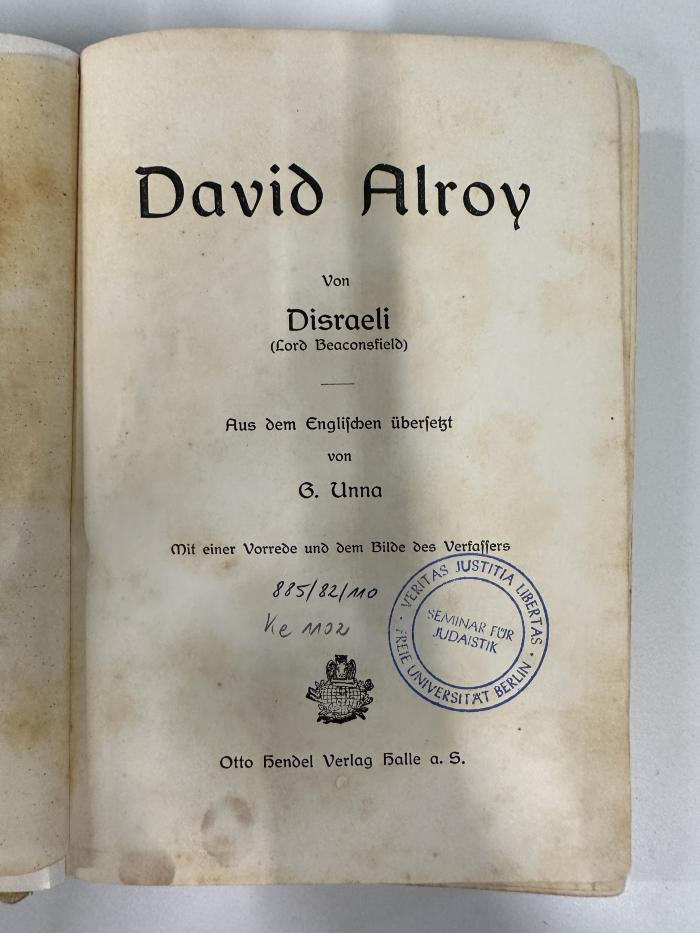 David Alroy
Von
Disraeli
(Lord Beaconsfield)
Aus dem Engliſchen überſetzt
von
G. Unna
Mit einer Vorrede und dem Bilde des Verfaſſers
885/82/110
Ke 1102
VERITAS JUSTITIA LIBERTAS
FREIE UNIVERSITÄT BERLIN
SEMINAR FÜR
JUDAISTIK
Otto Hendel Verlag Halle a. S.